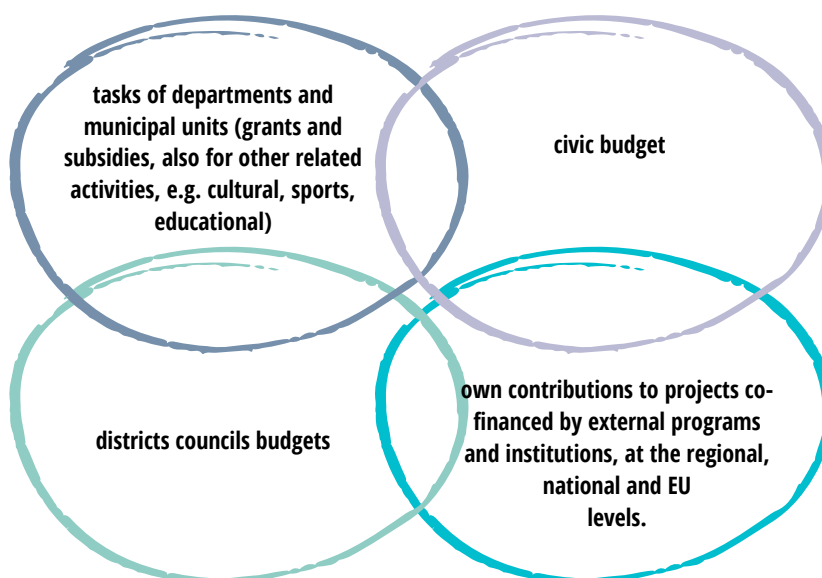 tasks of departments and
municipal units (grants and
subsidies, also for other related
activities, e.g. cultural, sports,
educational)
civic budget
districts councils budgets
own contributions to projects co-
financed by external programs
and institutions, at the regional,
national and EU
levels.